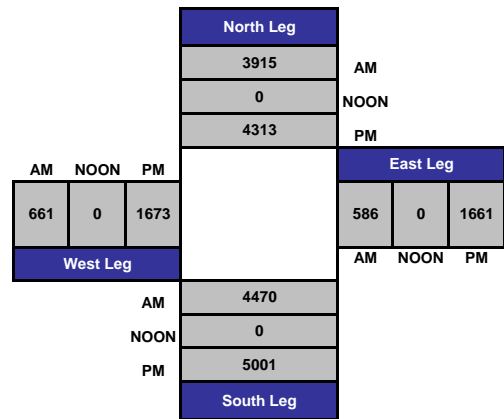 North Leg
3915 AM
0 NOON
4313 PM
AM NOON PM
East Leg
661 0 1673
586 0 1661
West Leg
AM NOON PM
AM 4470
NOON 0
PM 5001
South Leg